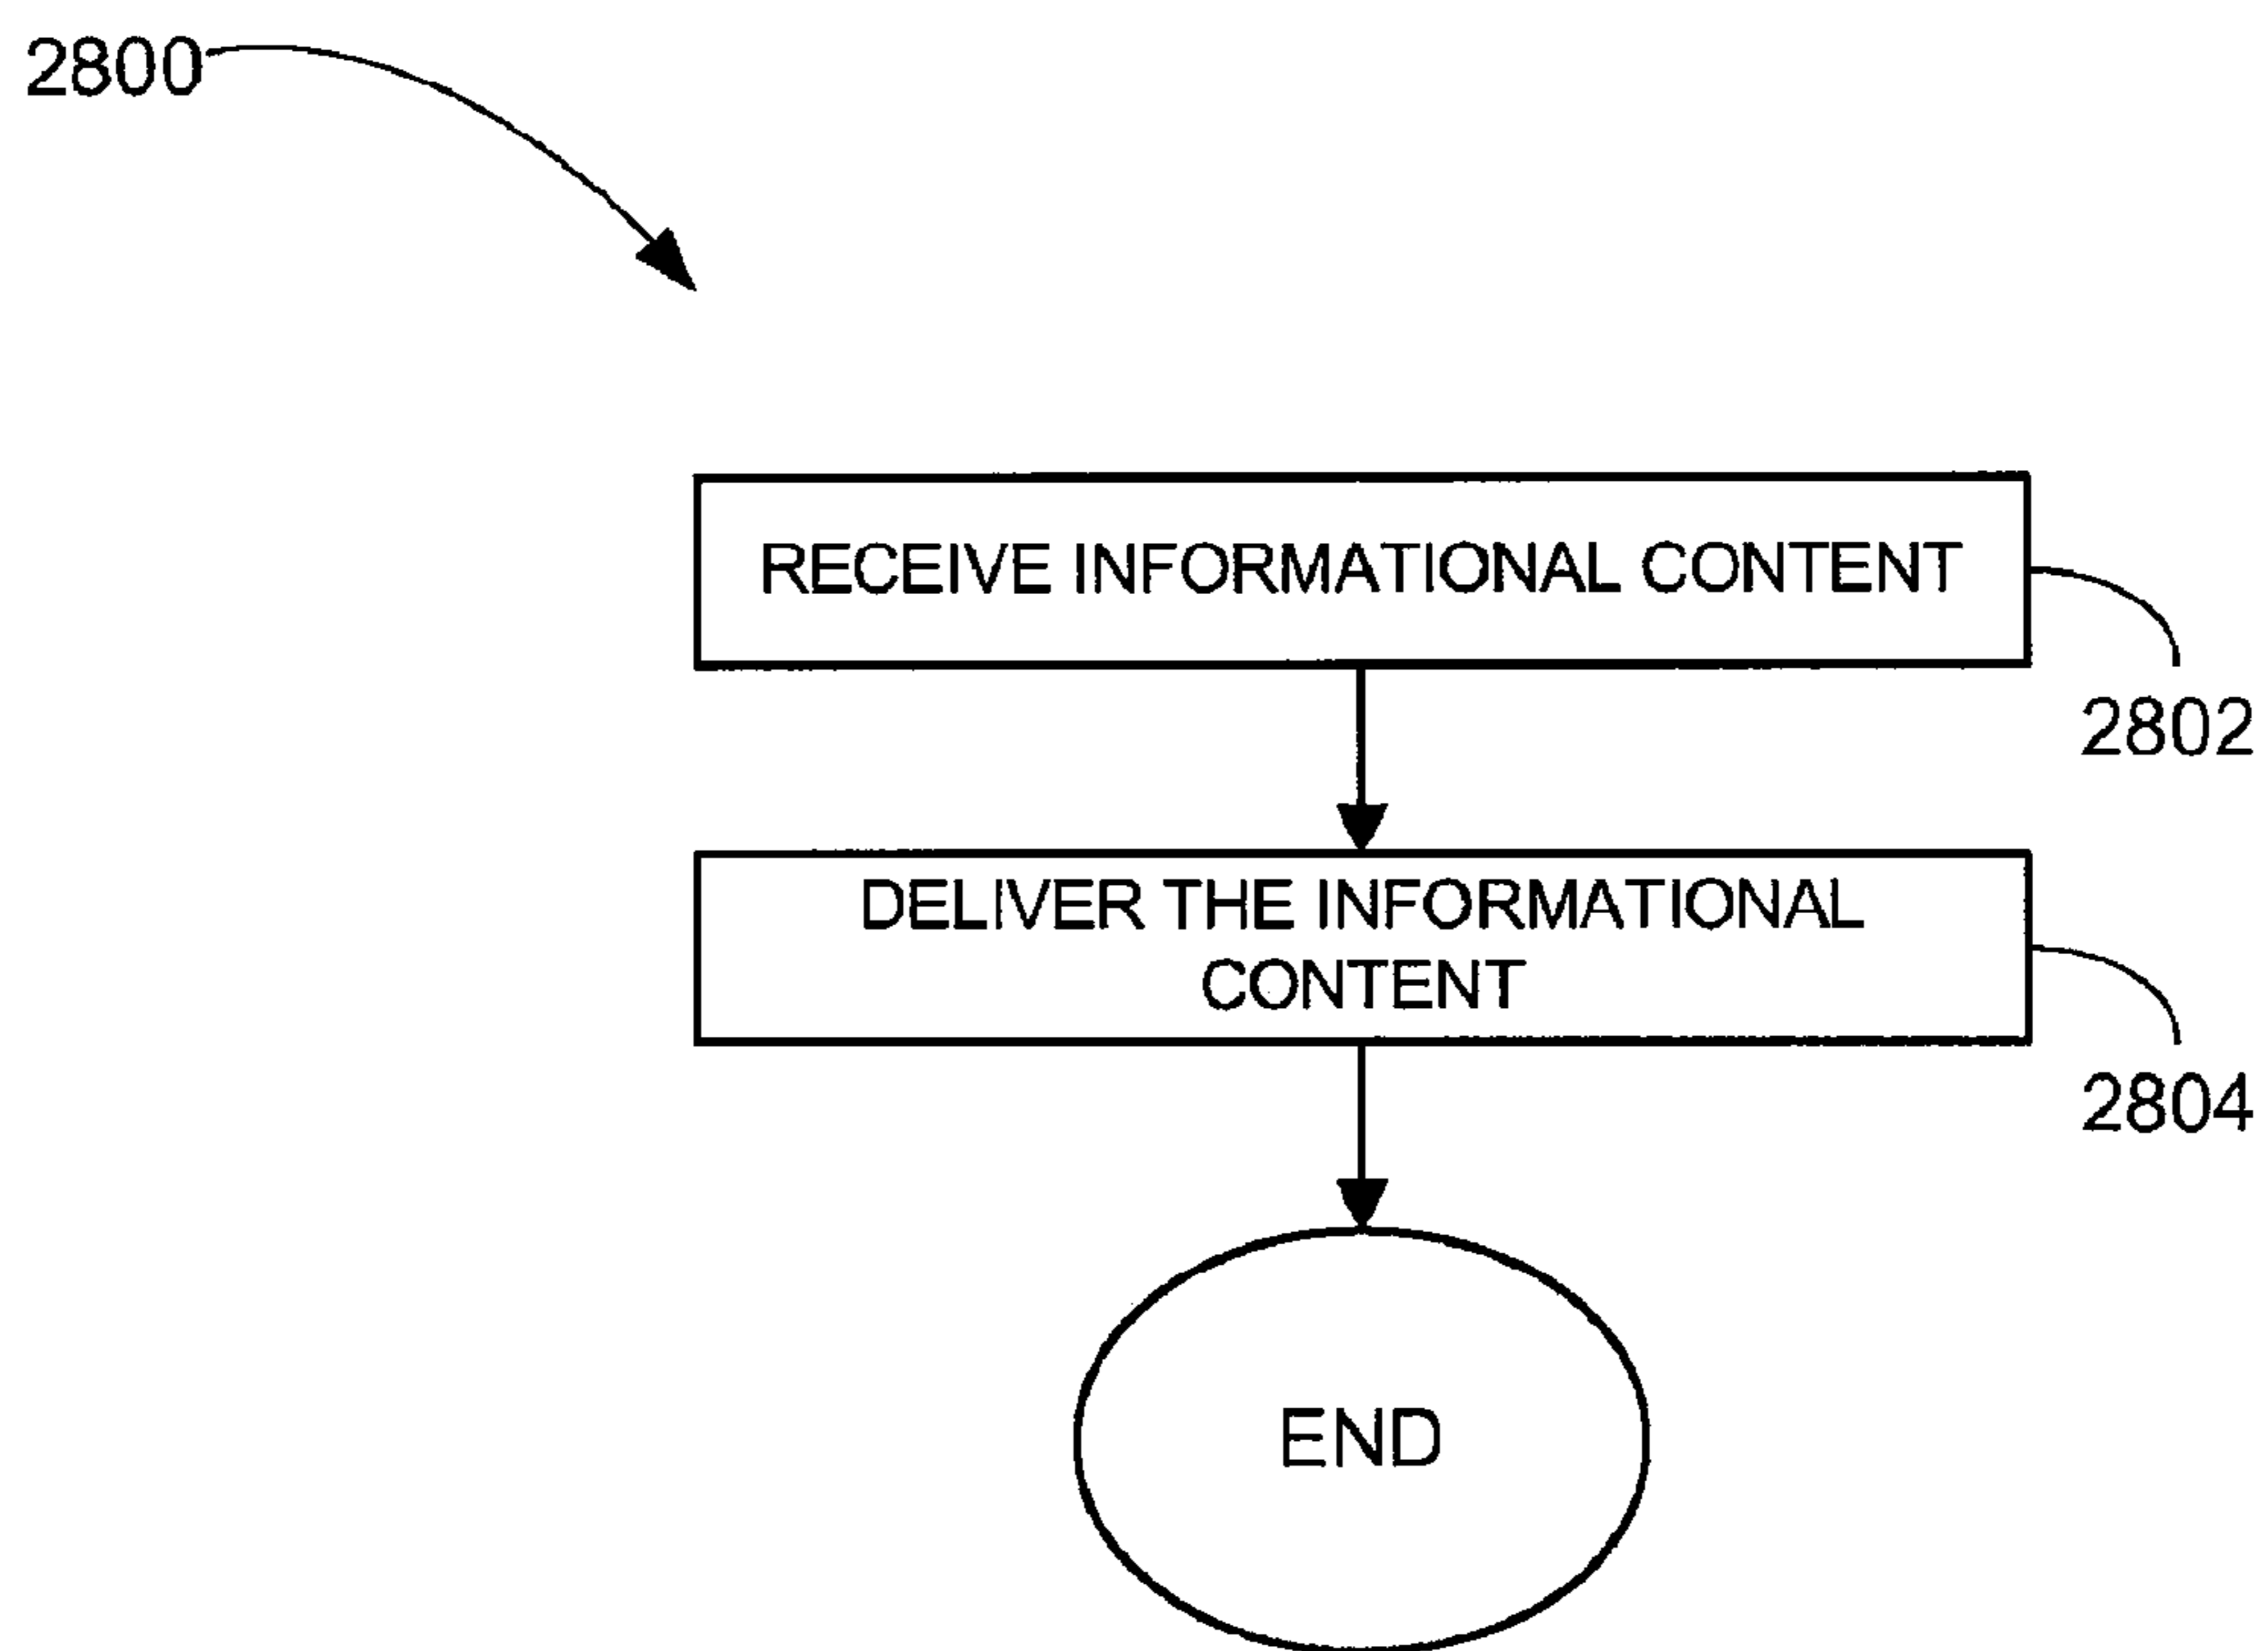 2800
RECEIVE INFORMATIONAL CONTENT
2802
DELIVER THE INFORMATIONAL
CONTENT
2804
END